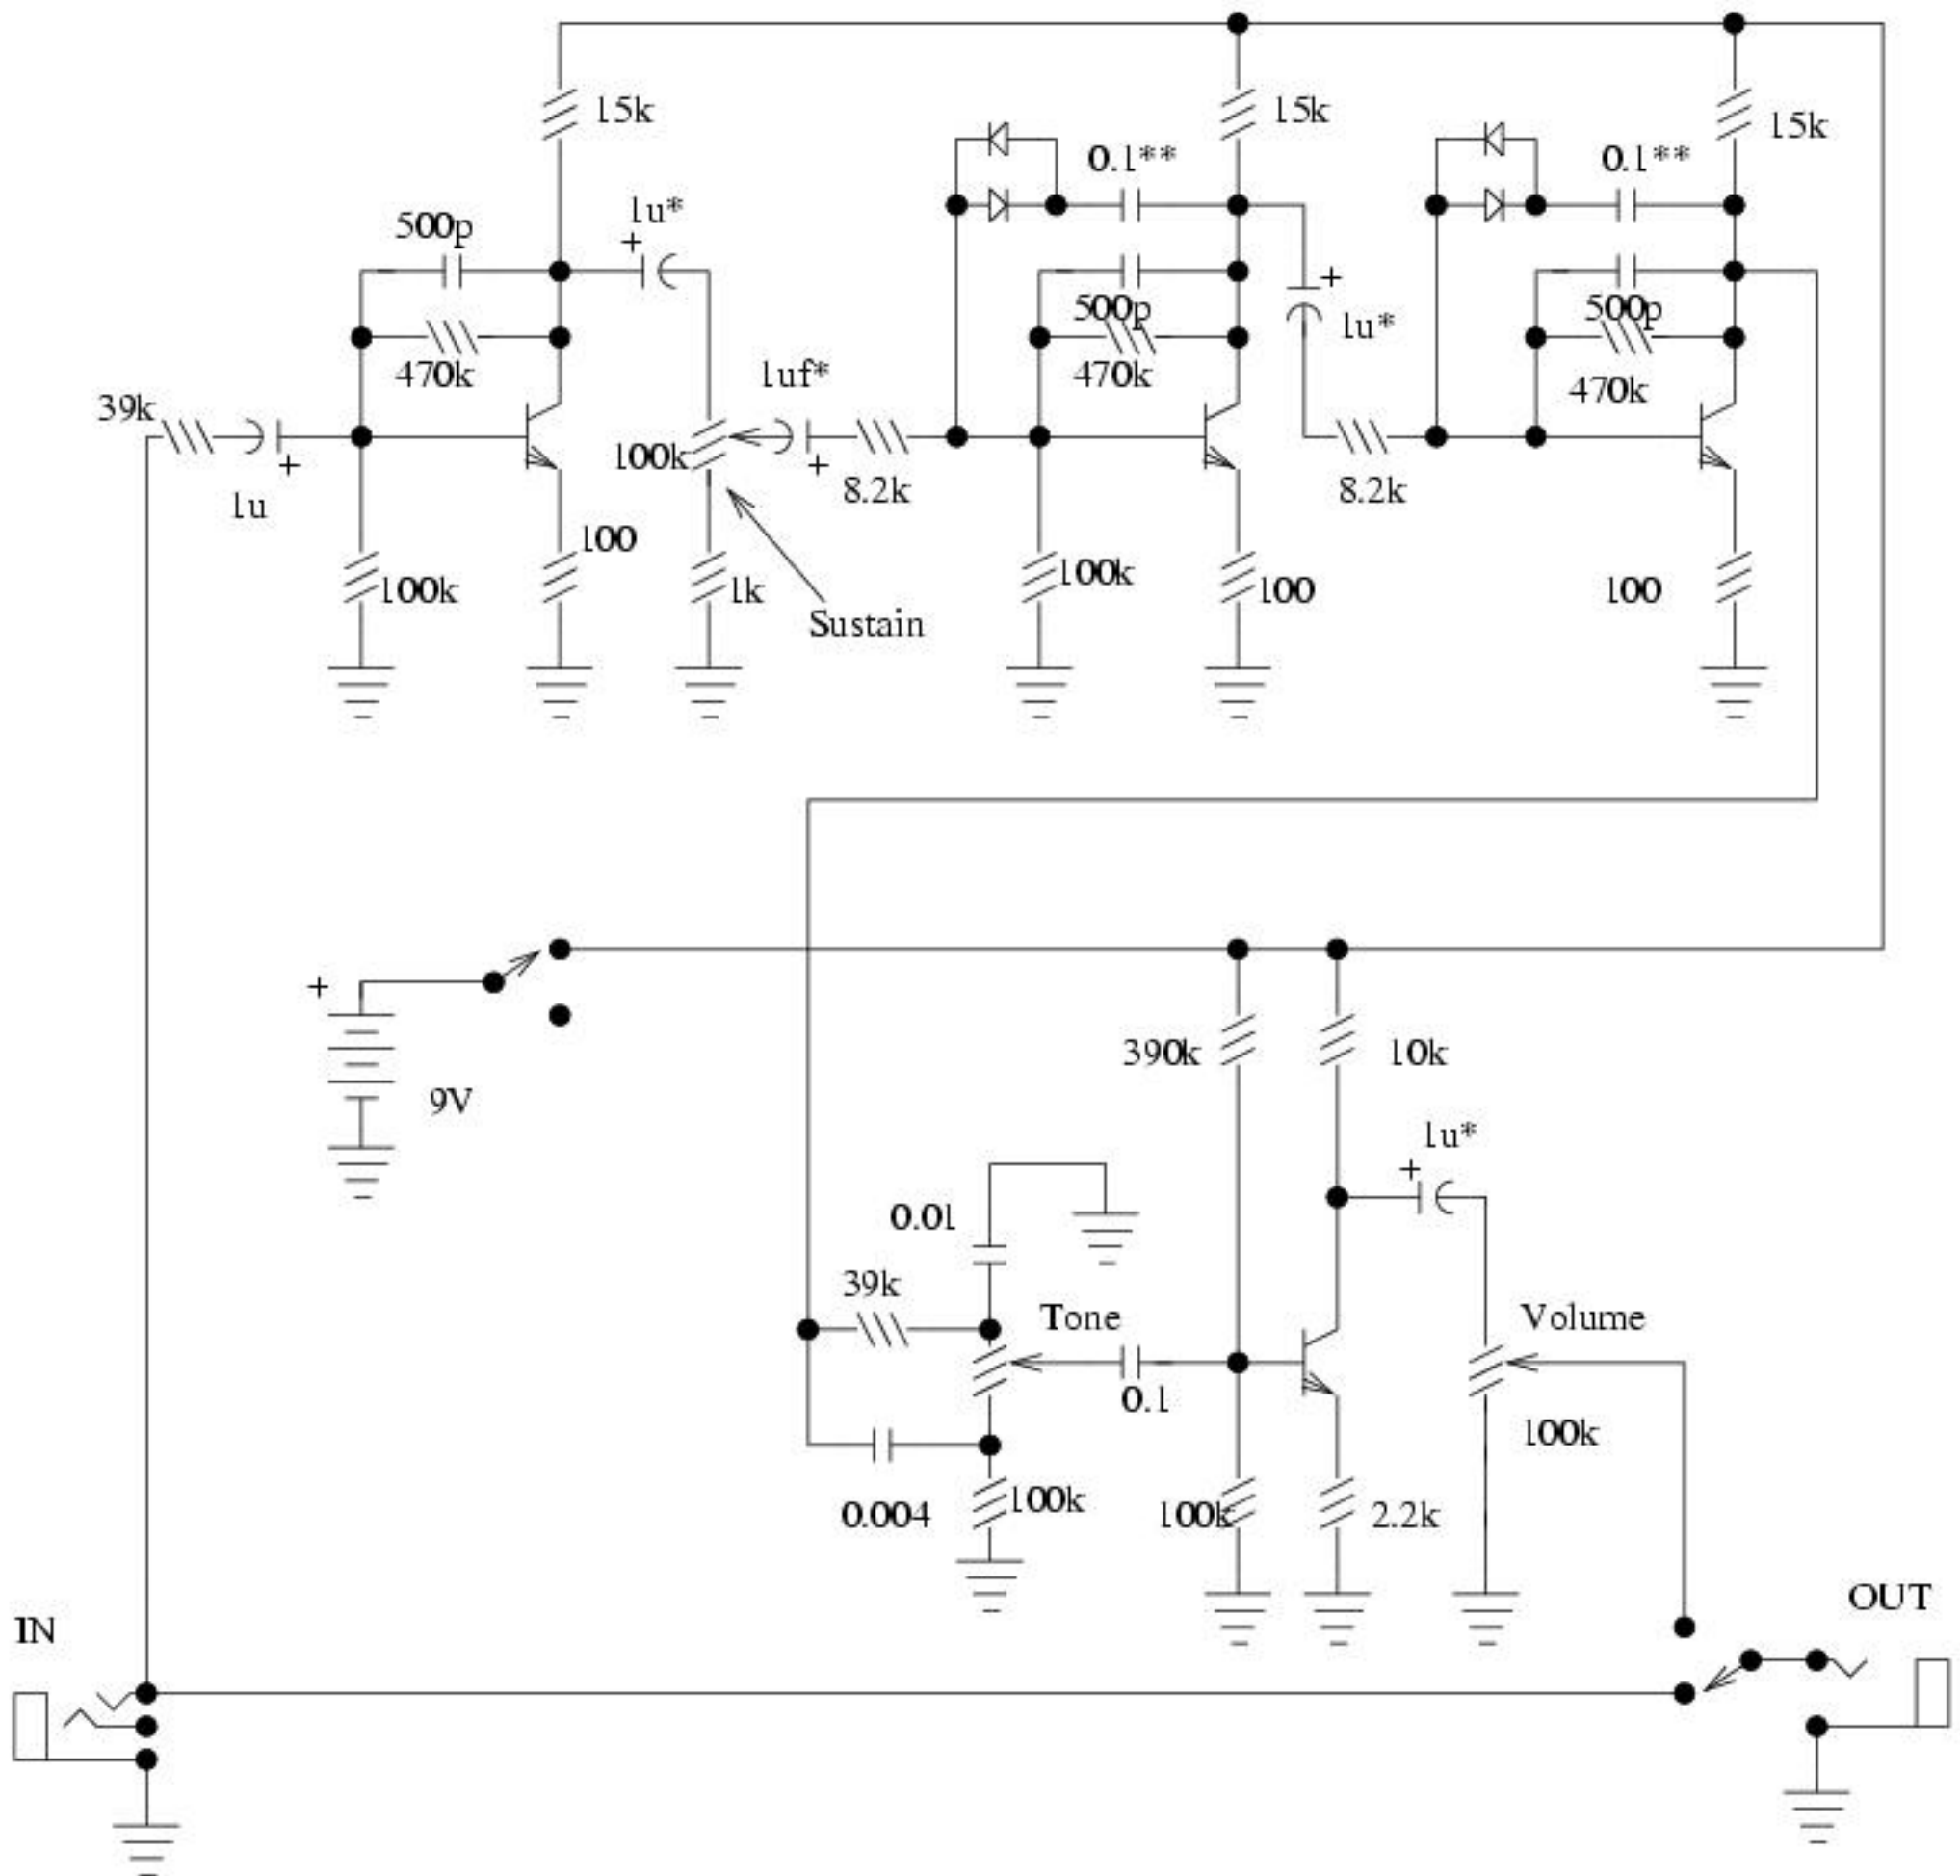 15k
15k
15k
0.1**
0.1**
1u*
500p
+
+
500p
500p
1u*
470k
470k
470k
1uf*
39k
100k
+
+
8.2k
8.2k
1u
100
100k
100k
1k
100
100
Sustain
+
390k
10k
9V
1u*
+
0.01
39k
Tone
Volume
0.1
100k
100k
0.004
100k
2.2k
IN
OUT